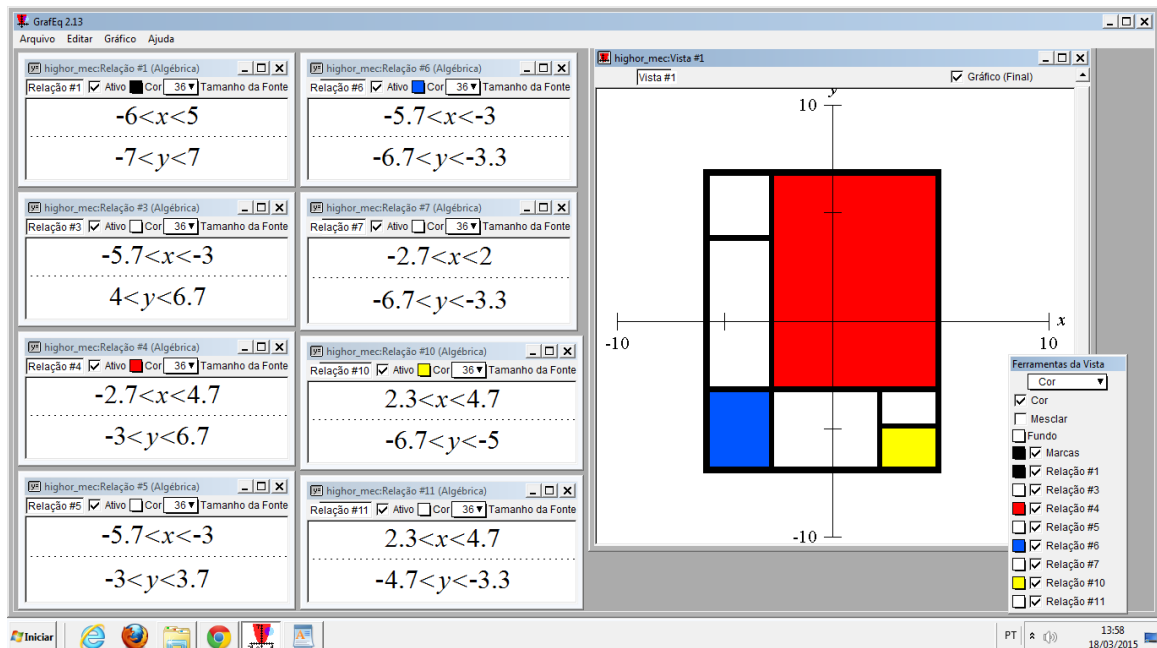 GrafEq 2.13
Arquivo Editar Gráfico Ajuda
highor_mec:Relação #1 (Algébrica)
Relação #1 Ativo Cor 36 Tamanho da Fonte
-6<x<5
-7<y<7
highor_mec:Relação #3 (Algébrica)
Relação #3 Ativo Cor 36 Tamanho da Fonte
-5.7<x<-3
4<y<6.7
highor_mec:Relação #4 (Algébrica)
Relação #4 Ativo Cor 36 Tamanho da Fonte
-2.7<x<4.7
-3<y<6.7
highor_mec:Relação #5 (Algébrica)
Relação #5 Ativo Cor 36 Tamanho da Fonte
-5.7<x<-3
-3<y<3.7
highor_mec:Relação #6 (Algébrica)
Relação #6 Ativo Cor 36 Tamanho da Fonte
-5.7<x<-3
-6.7<y<-3.3
highor_mec:Relação #7 (Algébrica)
Relação #7 Ativo Cor 36 Tamanho da Fonte
-2.7<x<2
-6.7<y<-3.3
highor_mec:Relação #10 (Algébrica)
Relação #10 Ativo Cor 36 Tamanho da Fonte
2.3<x<4.7
-6.7<y<-5
highor_mec:Relação #11 (Algébrica)
Relação #11 Ativo Cor 36 Tamanho da Fonte
2.3<x<4.7
-4.7<y<-3.3
highor_mec:Vista #1
Vista #1 Gráfico (Final)
y
10
x
-10 10
-10
Ferramentas da Vista
Cor
Cor
Mesclar
Fundo
Marcas
Relação #1
Relação #3
Relação #4
Relação #5
Relação #6
Relação #7
Relação #10
Relação #11
Iniciar
PT 13:58
18/03/2015